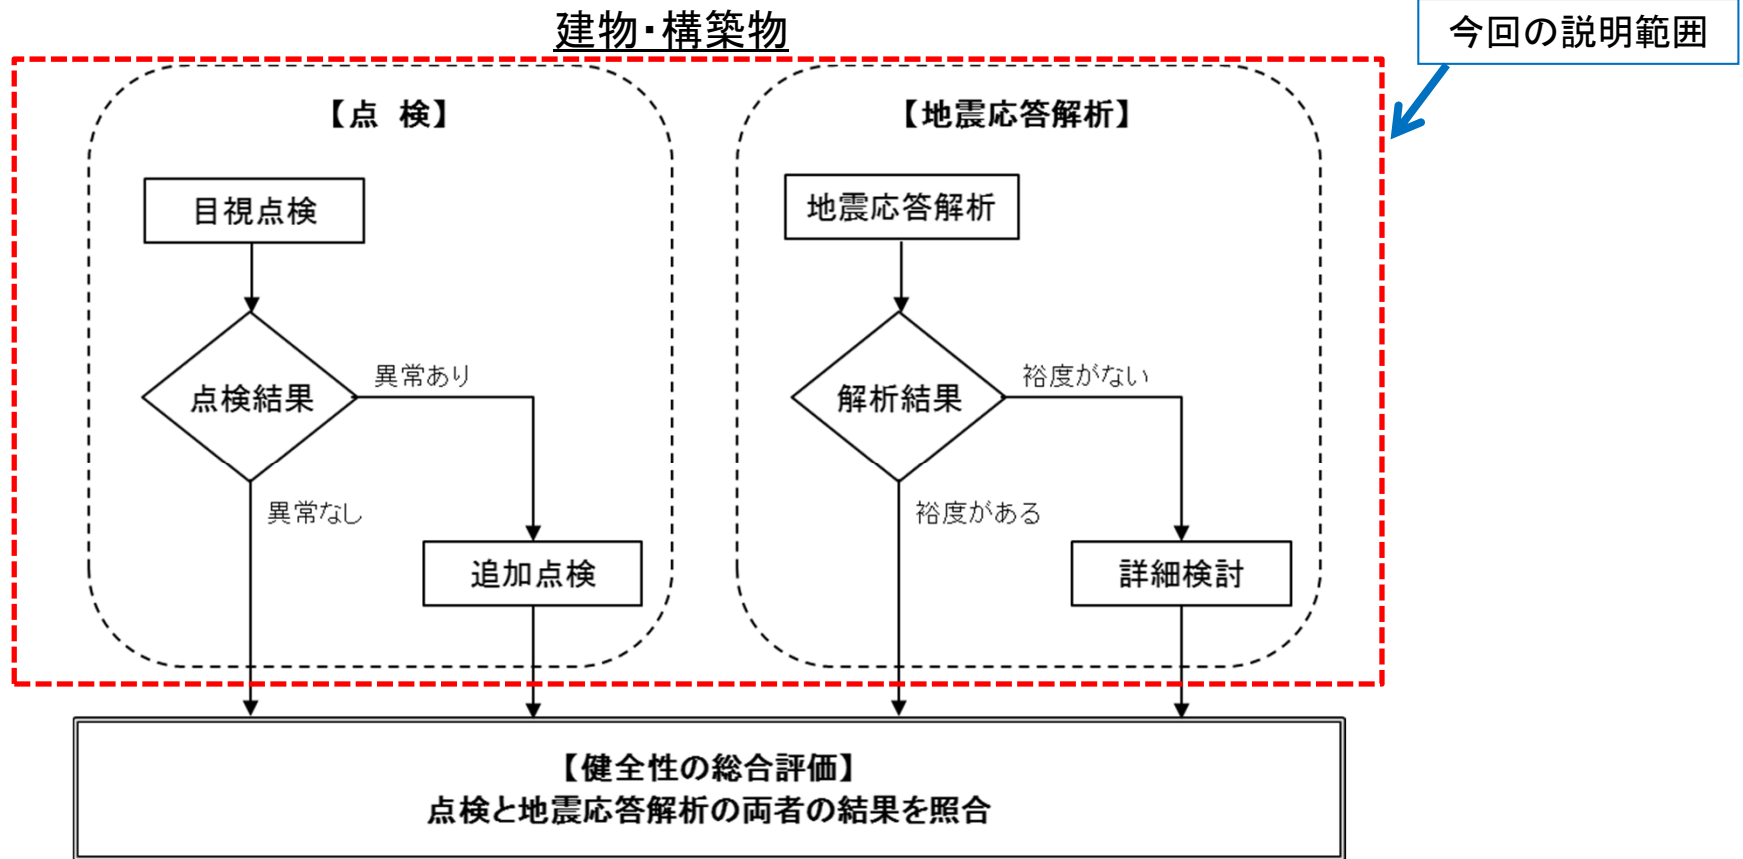 建物・構築物
今回の説明範囲
【点 検】
目視点検
点検結果
異常あり
異常なし
追加点検
【地震応答解析】
地震応答解析
解析結果
裕度がない
裕度がある
詳細検討
【健全性の総合評価】
点検と地震応答解析の両者の結果を照合